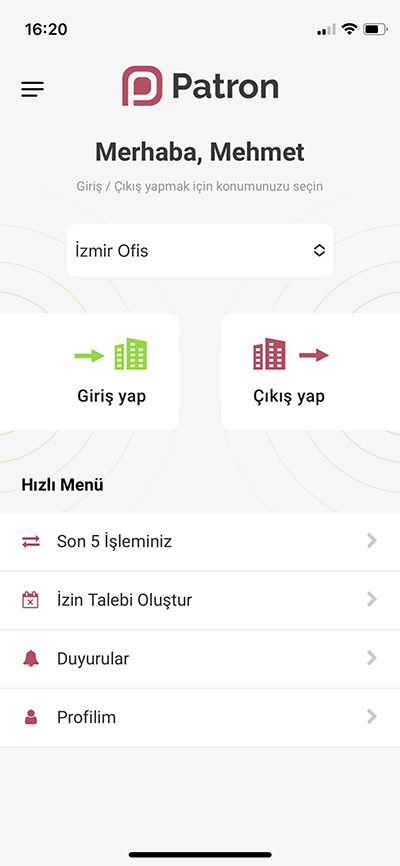 16:20
Patron
Merhaba, Mehmet
Giriş / Çıkış yapmak için konumunuzu seçin
İzmir Ofis
Giriş yap
Çıkış yap
Hızlı Menü
Son 5 İşleminiz
İzin Talebi Oluştur
Duyurular
Profilim